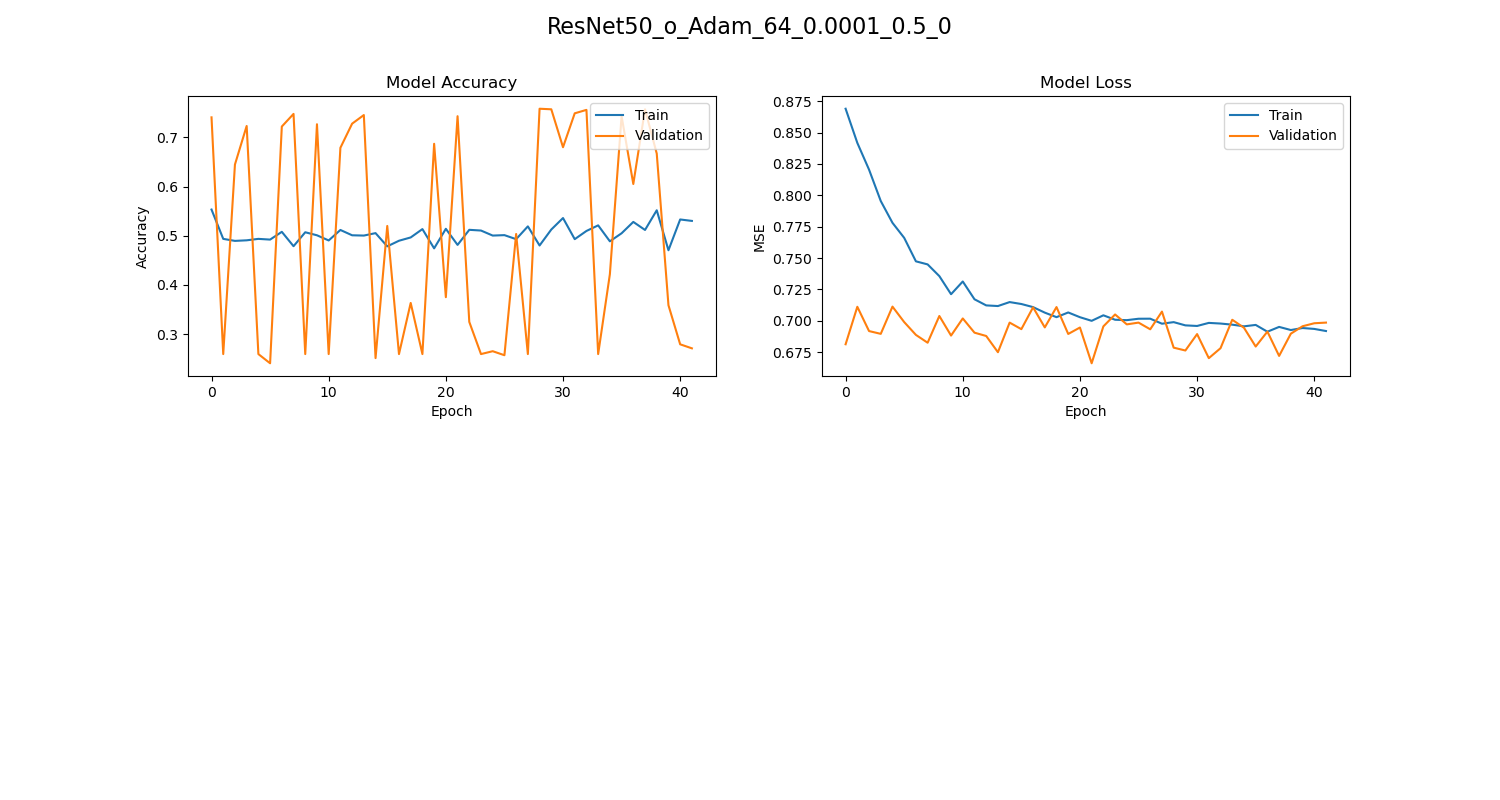 ResNet50_o_Adam_64_0.0001_0.5_0
Model Accuracy
Train
Validation
0.7
0.6
0.5
0.4
0.3
Accuracy
0 10 20 30 40
Epoch
Model Loss
Train
Validation
0.875
0.850
0.825
0.800
0.775
0.750
0.725
0.700
0.675
MSE
0 10 20 30 40
Epoch